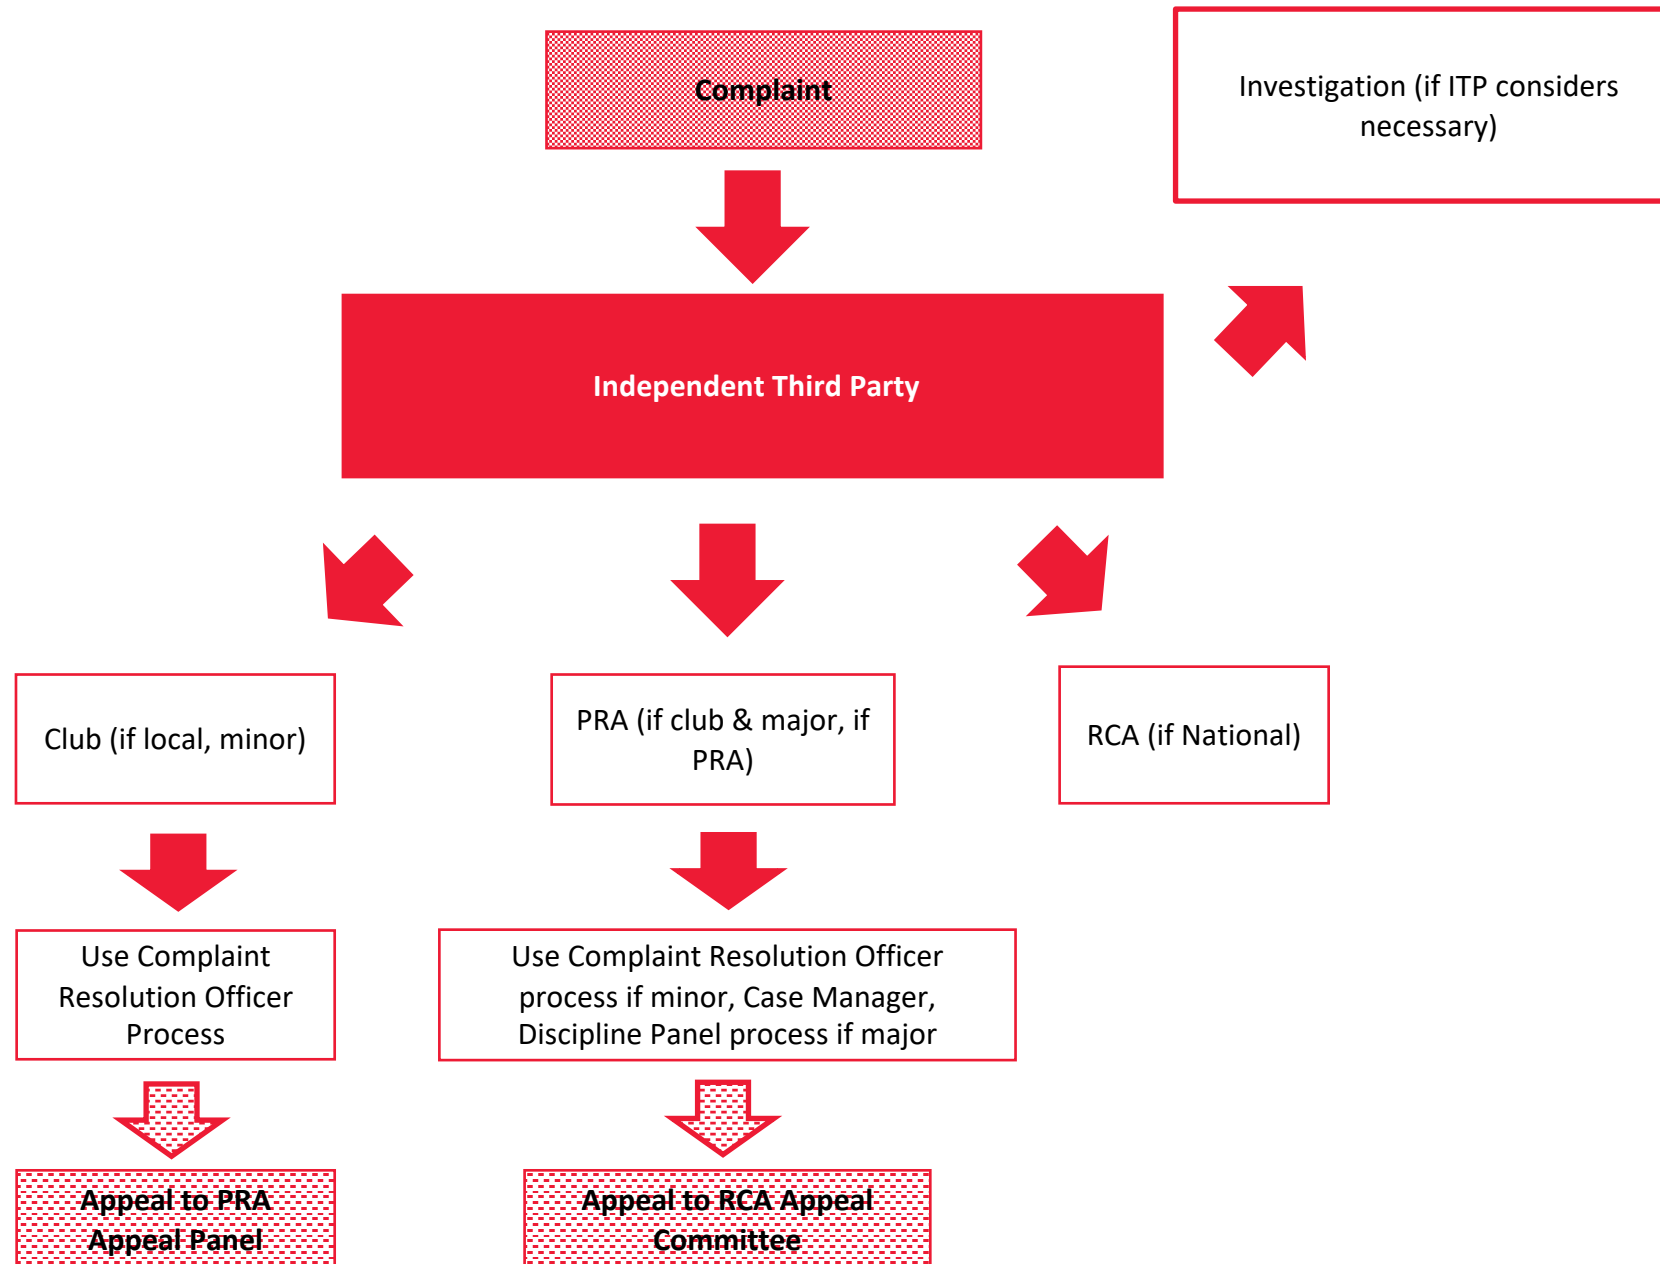 Complaint
Investigation (if ITP considers
necessary)
Independent Third Party
Club (if local, minor)
PRA (if club & major, if
PRA)
RCA (if National)
Use Complaint
Resolution Officer
Process
Use Complaint Resolution Officer
process if minor, Case Manager,
Discipline Panel process if major
Appeal to PRA
Appeal Panel
Appeal to RCA Appeal
Committee